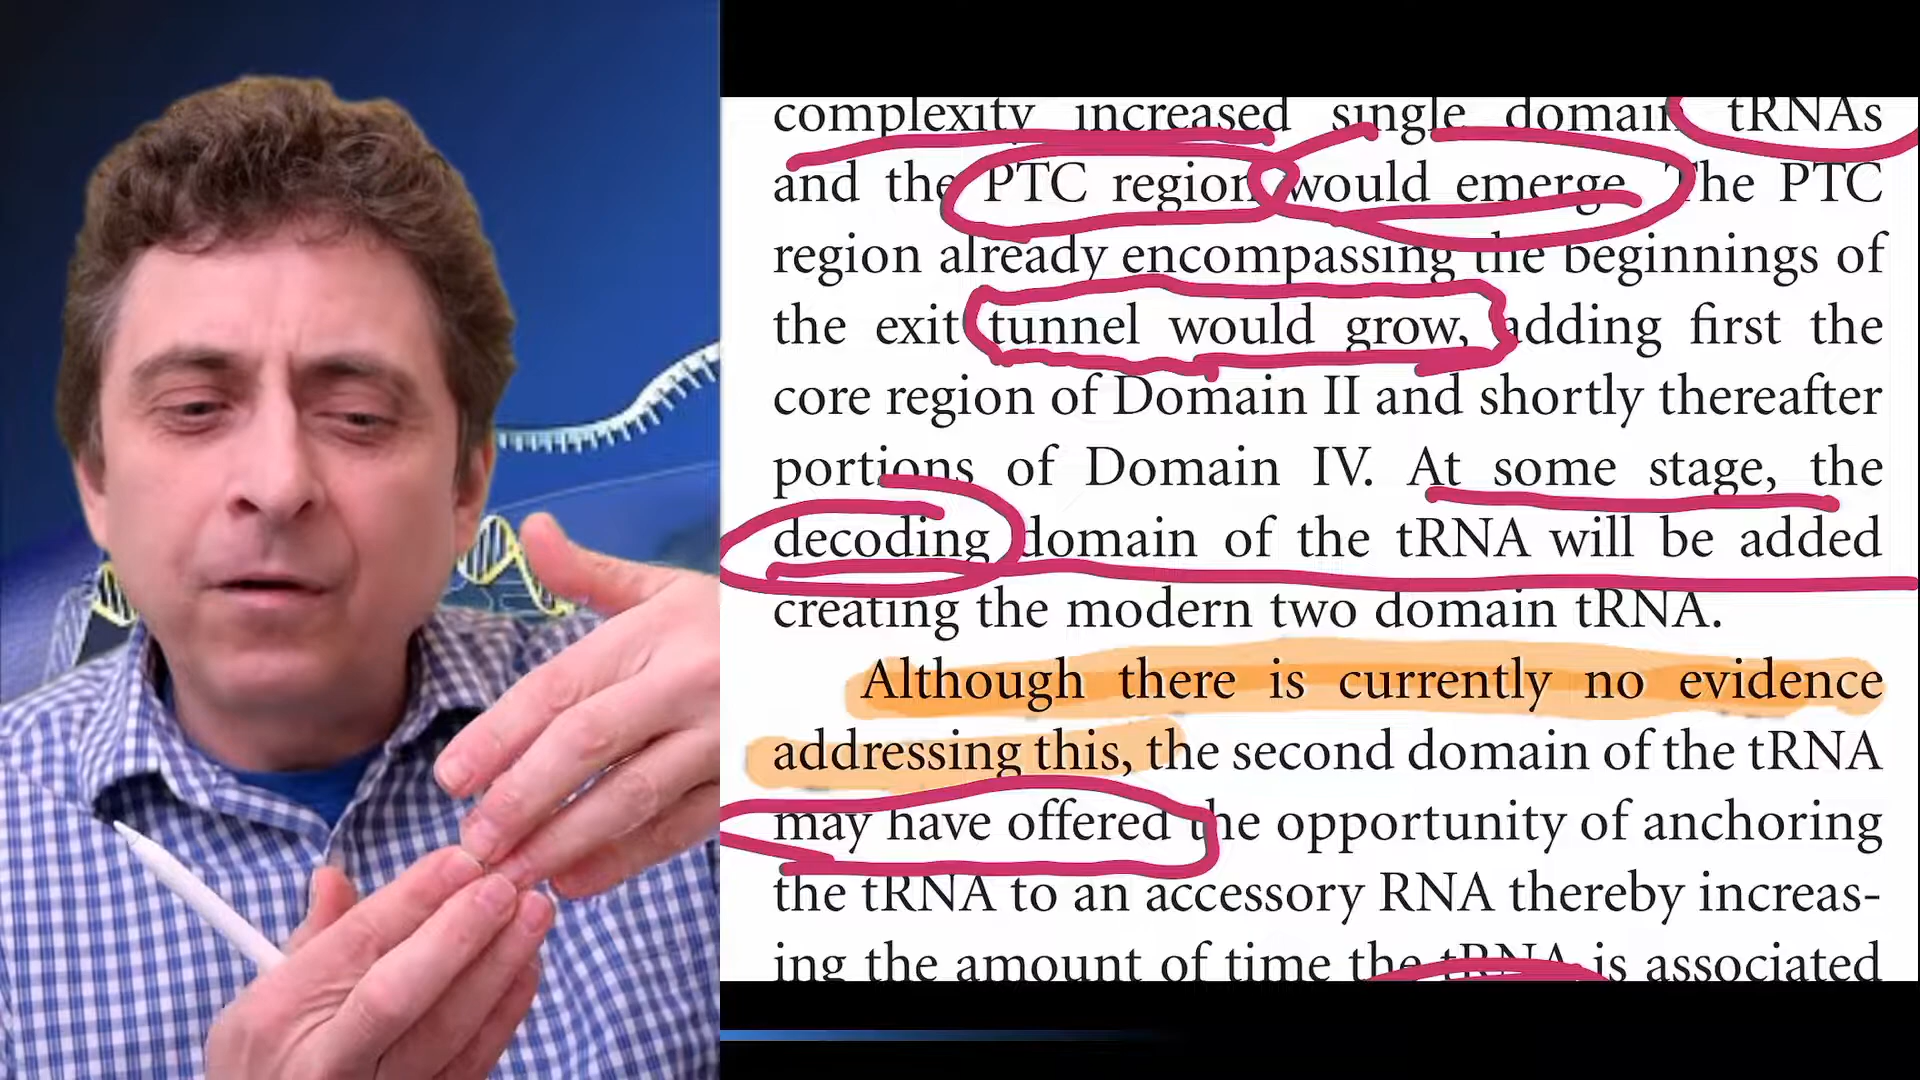 complexity increased single domain tRNAs
and the PTC region would emerge. The PTC
region already encompassing the beginnings of
the exit tunnel would grow, adding first the
core region of Domain II and shortly thereafter
portions of Domain IV. At some stage, the
decoding domain of the tRNA will be added
creating the modern two domain tRNA.
Although there is currently no evidence
addressing this, the second domain of the tRNA
may have offered the opportunity of anchoring
the tRNA to an accessory RNA thereby increas-
ing the amount of time the tRNA is associated